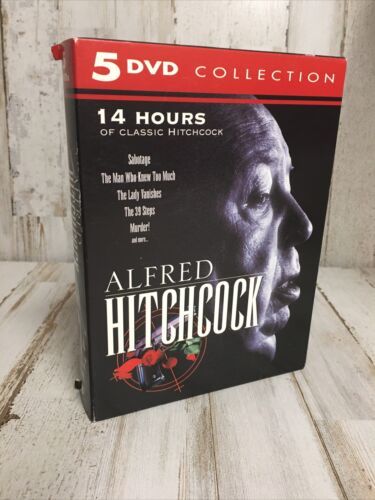 5 DVD COLLECTION
14 HOURS
OF CLASSIC HITCHCOCK
Sabotage
The Man Who Knew Too Much
The Lady Vanishes
The 39 Steps
Murder!
and more...
ALFRED
HITCHCOCK